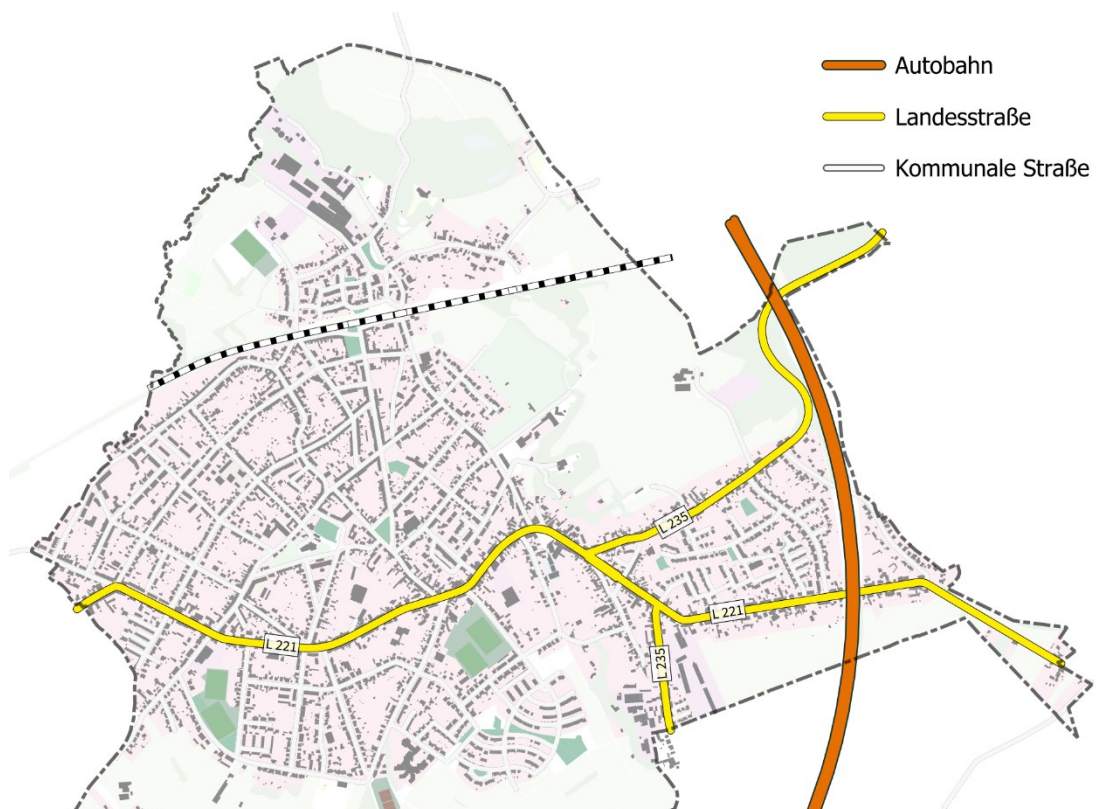 Autobahn
Landesstraße
Kommunale Straße
L 235
L 221
L 221
L 235